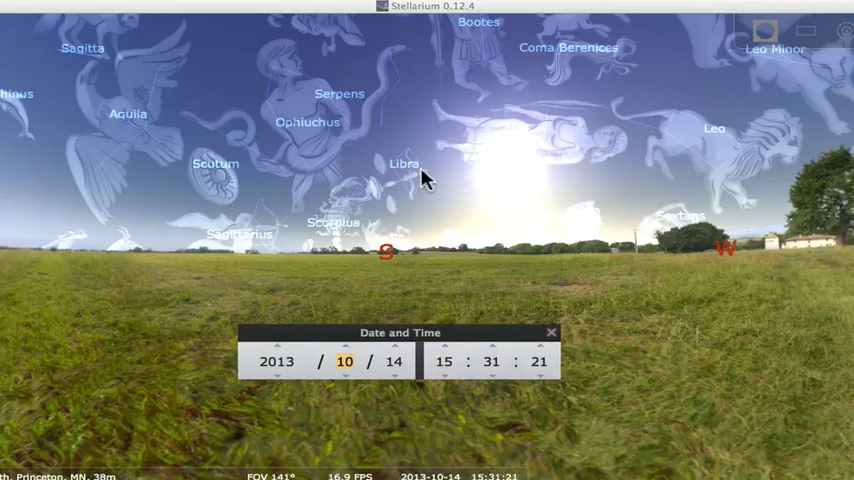 Stellarium 0.12.4
Bootes
Sagitta
Coma Berenices
Leo Minor
hinus
Serpens
Aquila
Ophiuchus
Leo
Scutum
Libra
Sextans
Scorpius
Sagittarius
S
W
Date and Time
2013 / 10 / 14 15 : 31 : 21
th, Princeton, MN, 38m FOV 141° 16.9 FPS 2013-10-14 15:31:21